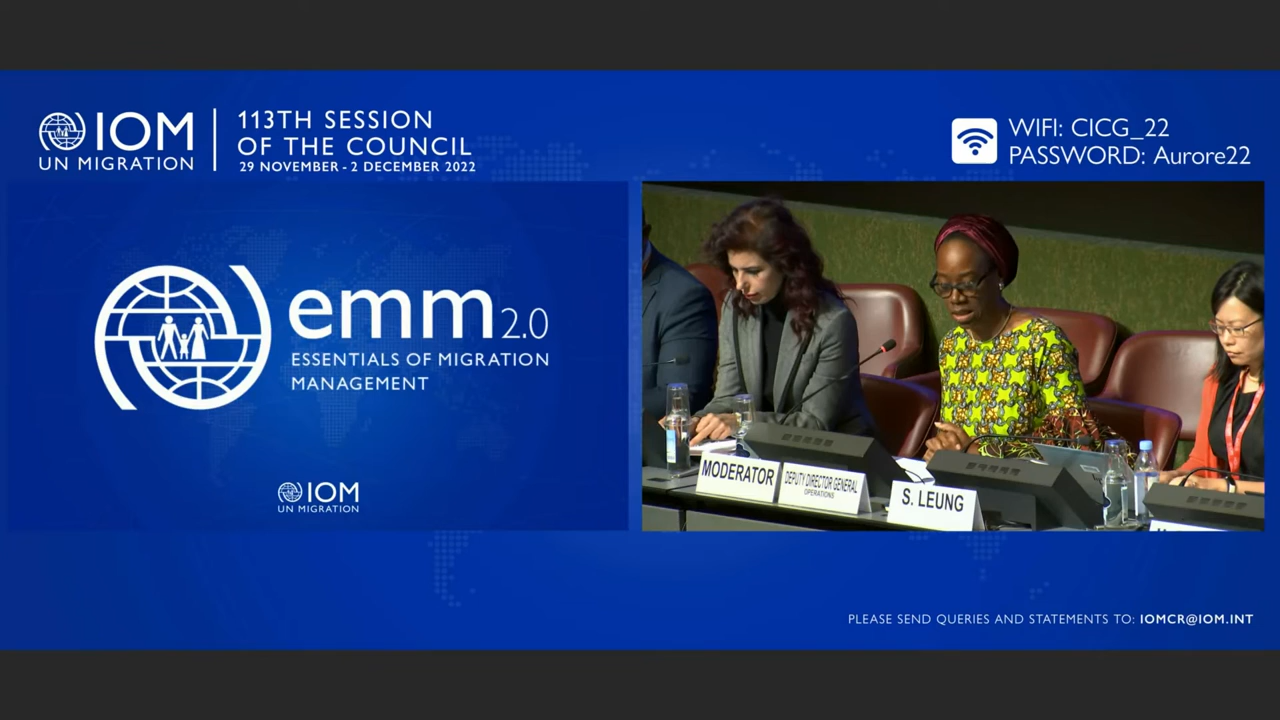 IOM
UN MIGRATION
113TH SESSION
OF THE COUNCIL
29 NOVEMBER - 2 DECEMBER 2022
WIFI: CICG_22
PASSWORD: Aurore22
emm 2.0
ESSENTIALS OF MIGRATION
MANAGEMENT
IOM
UN MIGRATION
MODERATOR
DEPUTY DIRECTOR GENERAL
OPERATIONS
S. LEUNG
PLEASE SEND QUERIES AND STATEMENTS TO: IOMCR@IOM.INT